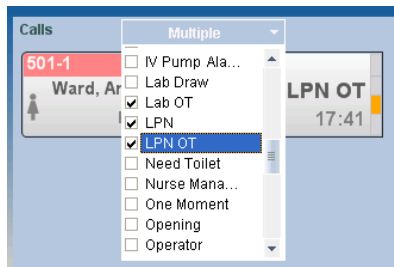 Calls
Multiple
501-1
Ward, Ar
LPN OT
17:41
IV Pump Ala...
Lab Draw
Lab OT
LPN
LPN OT
Need Toilet
Nurse Mana...
One Moment
Opening
Operator